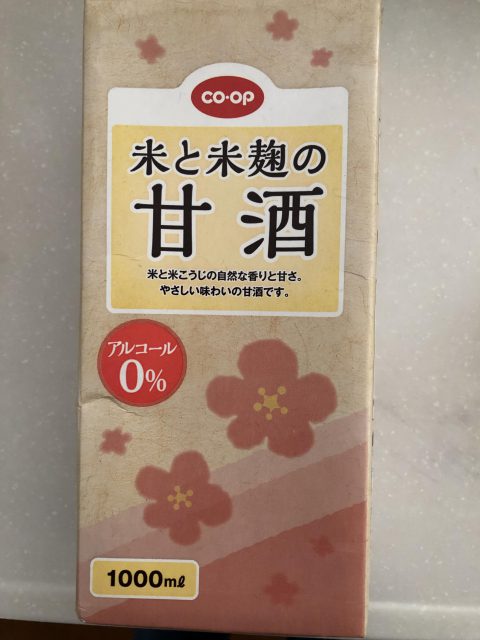 CO·OP
米と米麹の
甘酒
米と米こうじの自然な香りと甘さ。
やさしい味わいの甘酒です。
アルコール
0%
1000mℓ